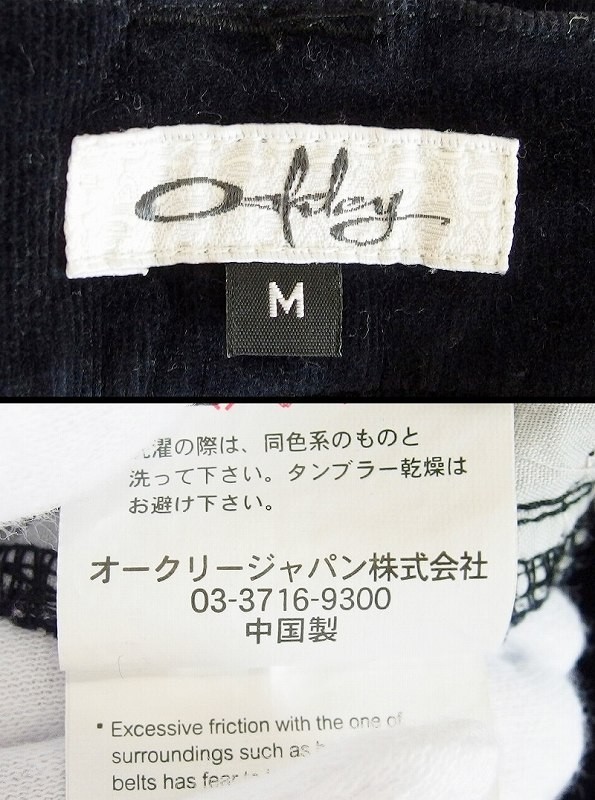 Oakley
M
洗濯の際は、同色系のものと
洗って下さい。タンブラー乾燥は
お避け下さい。
オークリージャパン株式会社
03-3716-9300
中国製
* Excessive friction with the one of
surroundings such as
belts has fear to